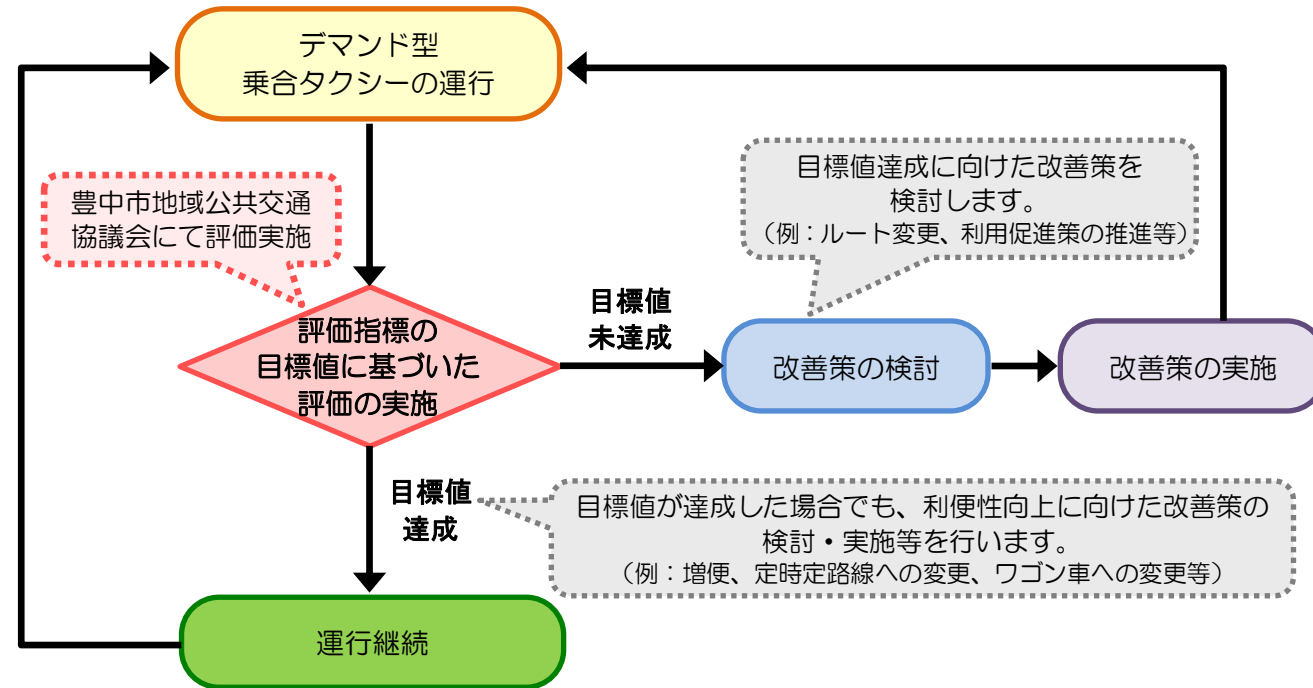 デマンド型
乗合タクシーの運行
豊中市地域公共交通
協議会にて評価実施
目標値達成に向けた改善策を
検討します。
（例：ルート変更、利用促進策の推進等）
評価指標の
目標値に基づいた
評価の実施
目標値
未達成
改善策の検討
改善策の実施
目標値
達成
目標値が達成した場合でも、利便性向上に向けた改善策の
検討・実施等を行います。
（例：増便、定時定路線への変更、ワゴン車への変更等）
運行継続